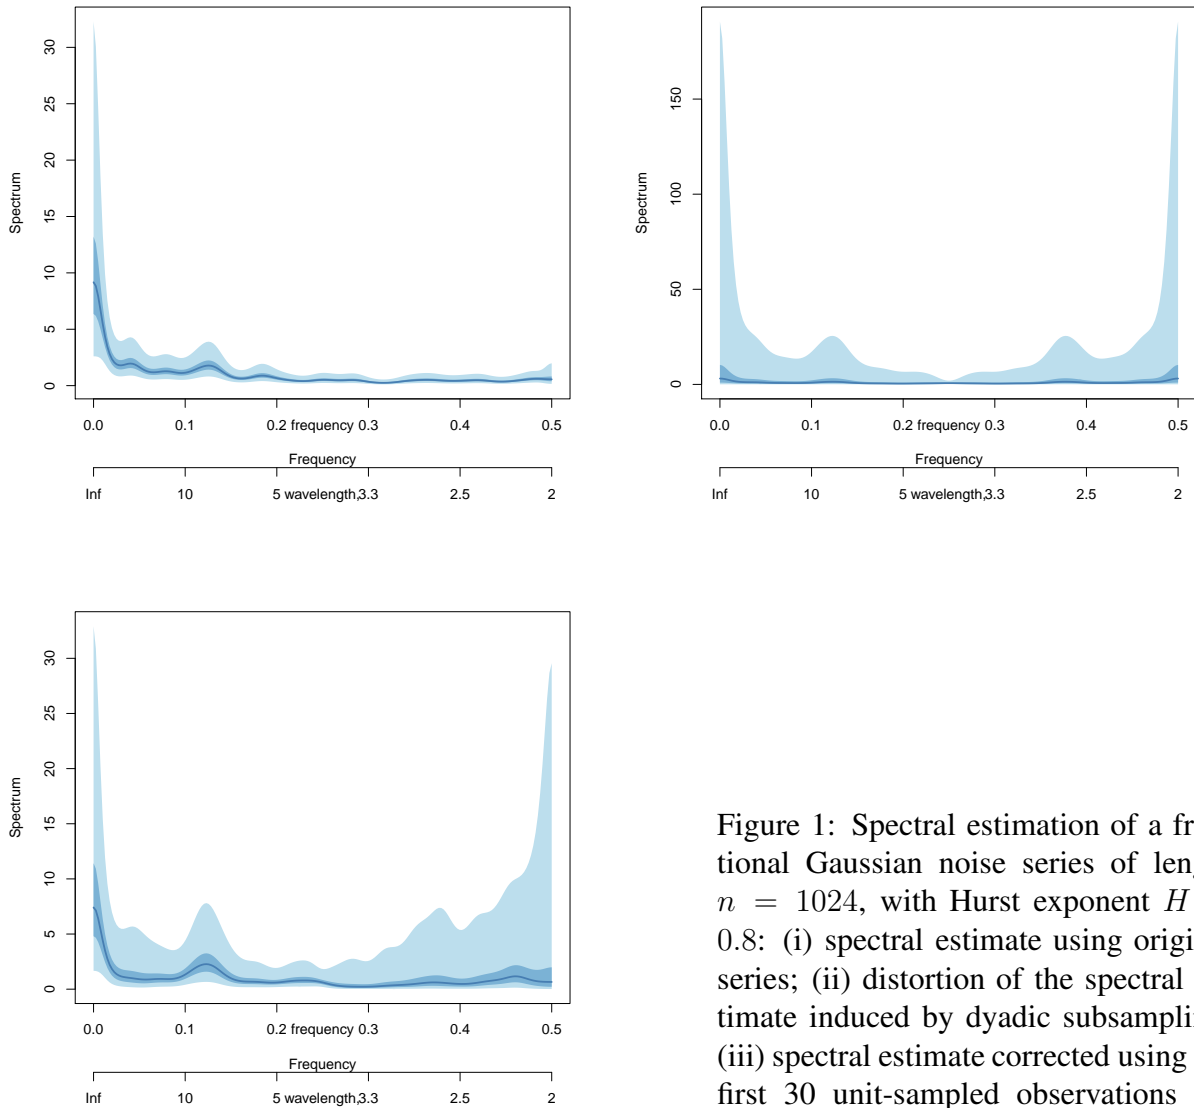 30
25
20
15
10
5
0
Spectrum
0.0 0.1 0.2 frequency 0.3 0.4 0.5
Frequency
Inf 10 5 wavelength,3.3 2.5 2
150
100
50
0
Spectrum
0.0 0.1 0.2 frequency 0.3 0.4 0.5
Frequency
Inf 10 5 wavelength,3.3 2.5 2
30
25
20
15
10
5
0
Spectrum
0.0 0.1 0.2 frequency 0.3 0.4 0.5
Frequency
Inf 10 5 wavelength,3.3 2.5 2
Figure 1: Spectral estimation of a fr
tional Gaussian noise series of leng
n = 1024, with Hurst exponent H
0.8: (i) spectral estimate using origi
series; (ii) distortion of the spectral
timate induced by dyadic subsampli
(iii) spectral estimate corrected using
first 30 unit-sampled observations